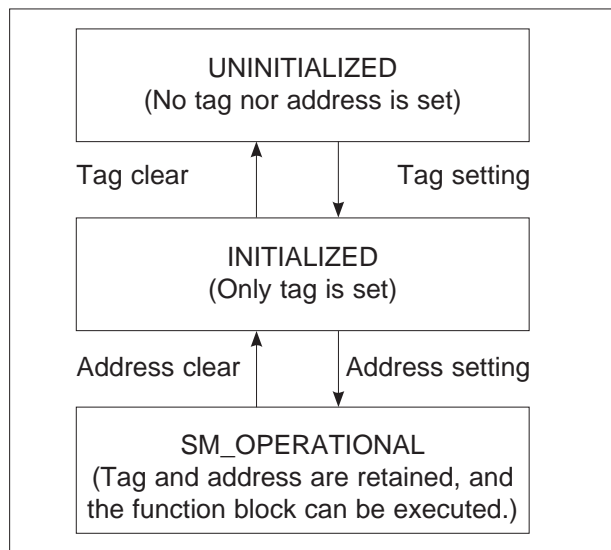 UNINITIALIZED
(No tag nor address is set)
Tag clear
Tag setting
INITIALIZED
(Only tag is set)
Address clear
Address setting
SM_OPERATIONAL
(Tag and address are retained, and
the function block can be executed.)